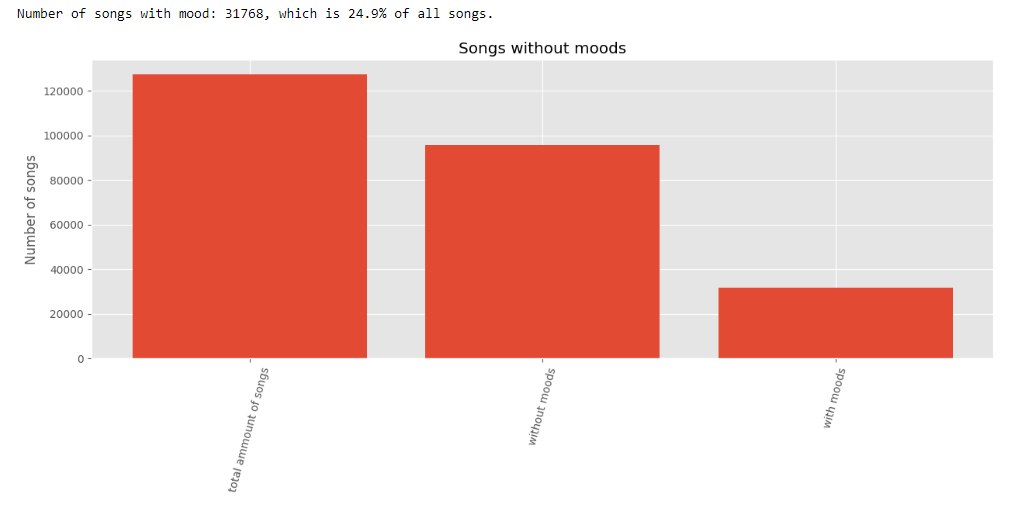 Number of songs with mood: 31768, which is 24.9% of all songs.
Songs without moods
Number of songs
120000
100000
80000
60000
40000
20000
0
total ammount of songs
without moods
with moods